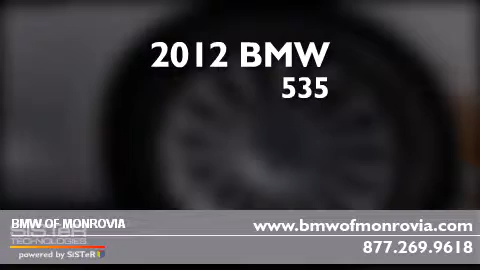 2012 BMW
535
BMW OF MONROVIA
SiSTeR
TECHNOLOGIES
powered by SiSTeR
www.bmwofmonrovia.com
877.269.9618